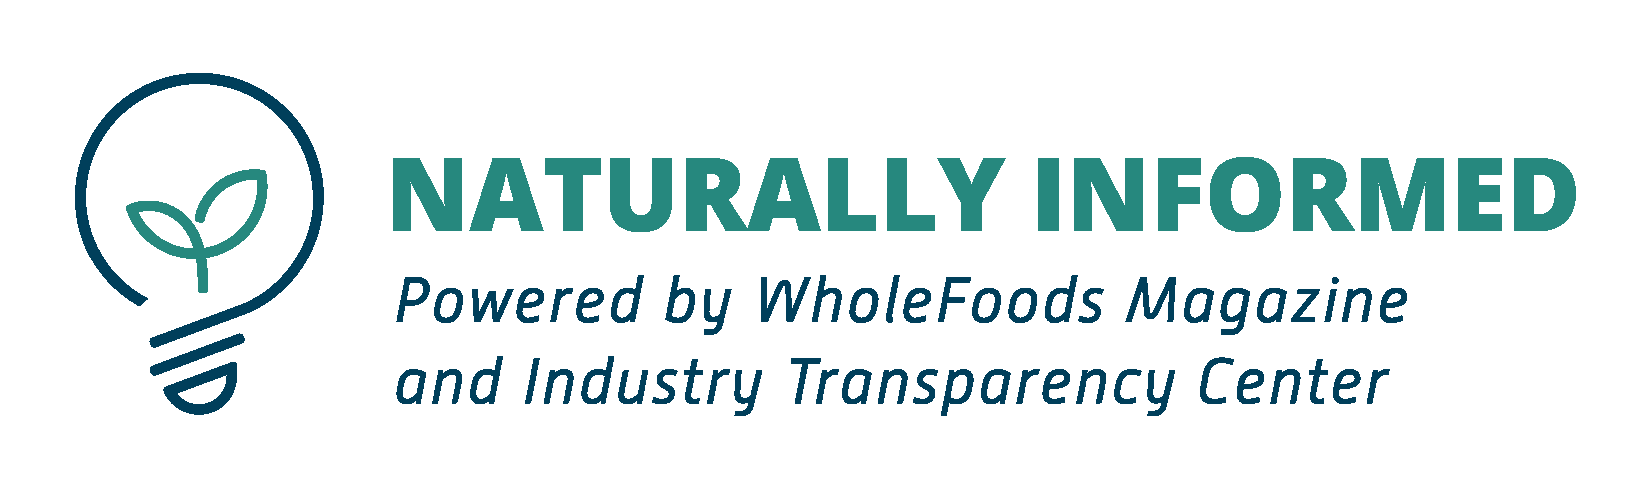 NATURALLY INFORMED
Powered by WholeFoods Magazine
and Industry Transparency Center